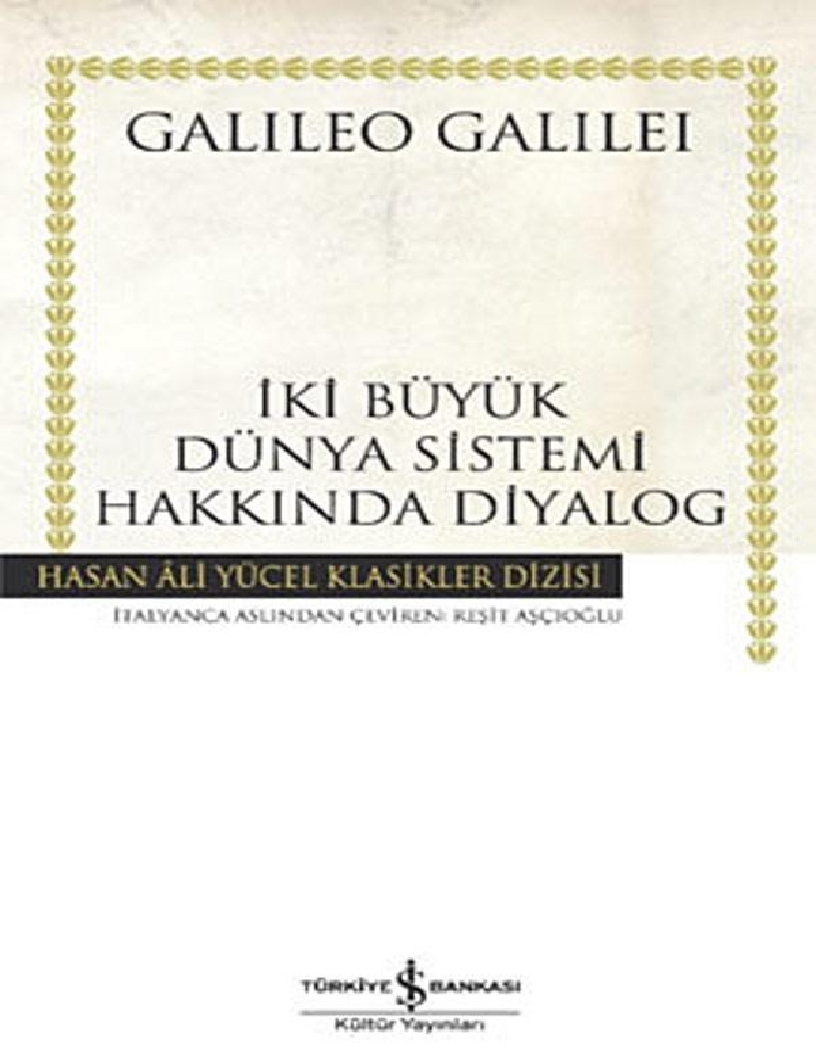 GALILEO GALILEI
İKİ BÜYÜK
DÜNYA SİSTEMİ
HAKKINDA DİYALOG
HASAN ÂLİ YÜCEL KLASİKLER DİZİSİ
İTALYANCA ASLINDAN ÇEVİREN: REŞİT AŞÇIOĞLU
TÜRKİYE İŞ BANKASI
Kültür Yayınları